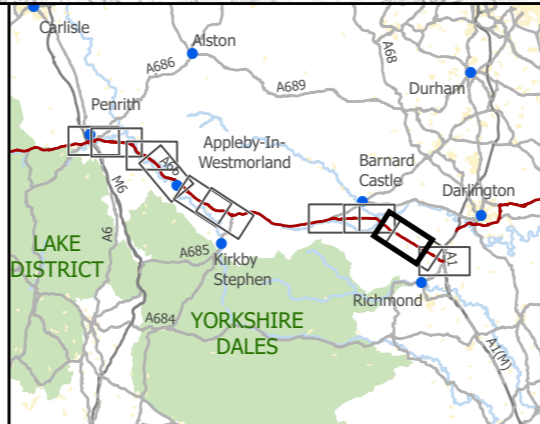 Carlisle
Alston
A68
A686
A689
Durham
Penrith
Appleby-In-
Westmorland
Barnard
Castle
A66
Darlington
M6
A6
LAKE
DISTRICT
A685
Kirkby
Stephen
A1
Richmond
A684
YORKSHIRE
DALES
A1(M)